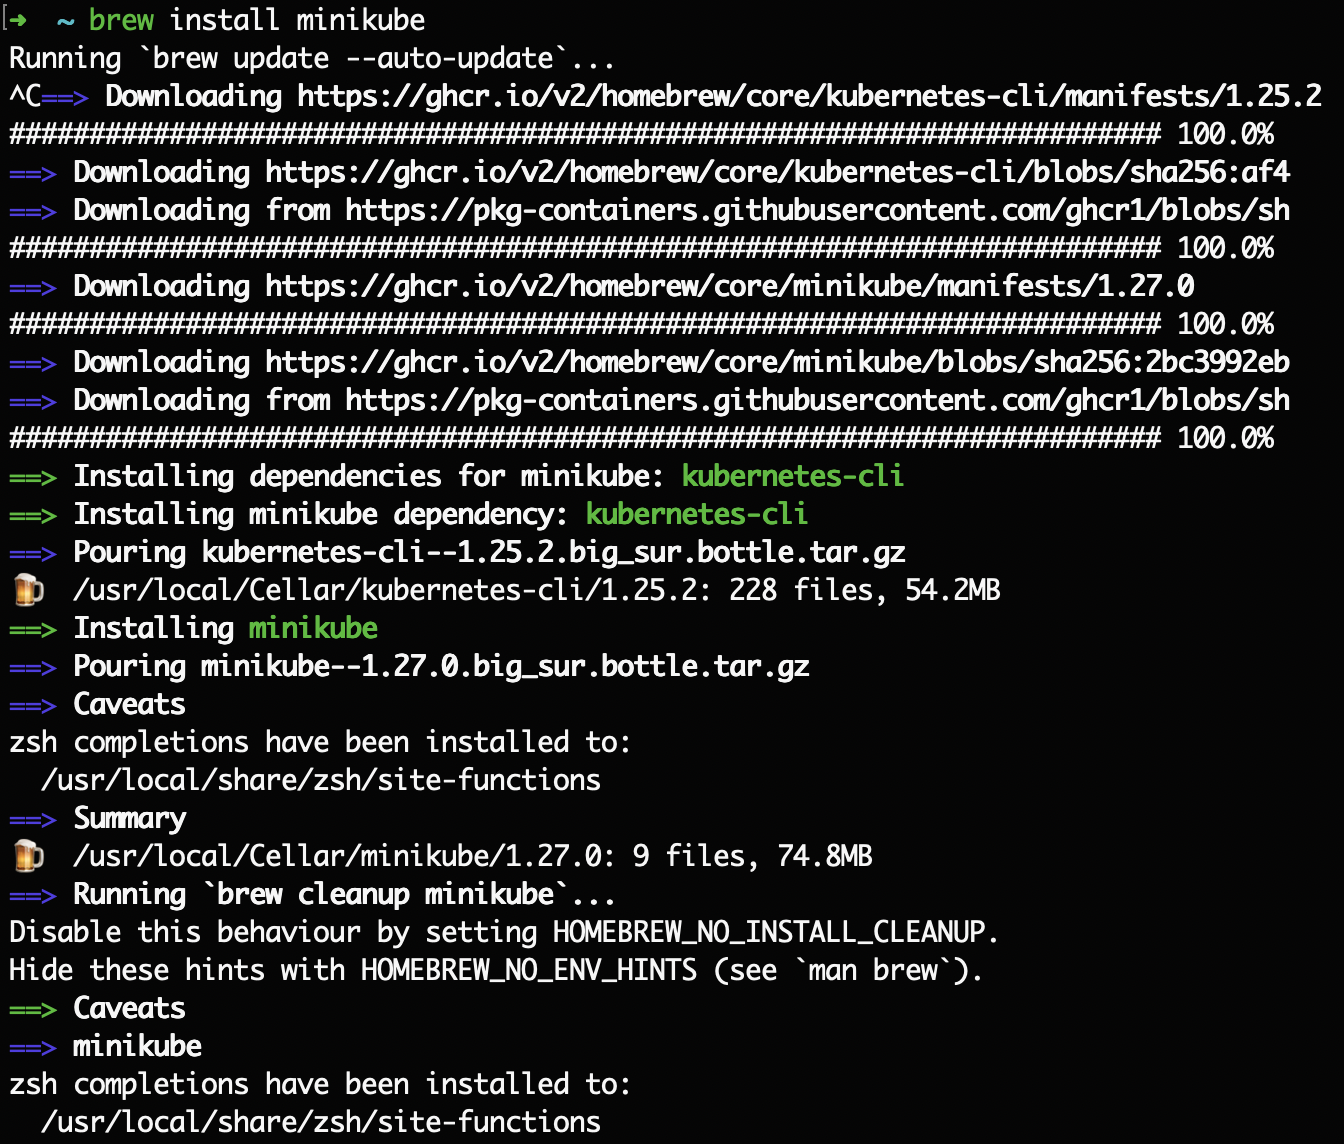 ➜  ~ brew install minikube
Running `brew update --auto-update`...
^C==> Downloading https://ghcr.io/v2/homebrew/core/kubernetes-cli/manifests/1.25.2
######################################################################## 100.0%
==> Downloading https://ghcr.io/v2/homebrew/core/kubernetes-cli/blobs/sha256:af4
==> Downloading from https://pkg-containers.githubusercontent.com/ghcr1/blobs/sh
######################################################################## 100.0%
==> Downloading https://ghcr.io/v2/homebrew/core/minikube/manifests/1.27.0
######################################################################## 100.0%
==> Downloading https://ghcr.io/v2/homebrew/core/minikube/blobs/sha256:2bc3992eb
==> Downloading from https://pkg-containers.githubusercontent.com/ghcr1/blobs/sh
######################################################################## 100.0%
==> Installing dependencies for minikube: kubernetes-cli
==> Installing minikube dependency: kubernetes-cli
==> Pouring kubernetes-cli--1.25.2.big_sur.bottle.tar.gz
🍺  /usr/local/Cellar/kubernetes-cli/1.25.2: 228 files, 54.2MB
==> Installing minikube
==> Pouring minikube--1.27.0.big_sur.bottle.tar.gz
==> Caveats
zsh completions have been installed to:
  /usr/local/share/zsh/site-functions
==> Summary
🍺  /usr/local/Cellar/minikube/1.27.0: 9 files, 74.8MB
==> Running `brew cleanup minikube`...
Disable this behaviour by setting HOMEBREW_NO_INSTALL_CLEANUP.
Hide these hints with HOMEBREW_NO_ENV_HINTS (see `man brew`).
==> Caveats
==> minikube
zsh completions have been installed to:
  /usr/local/share/zsh/site-functions